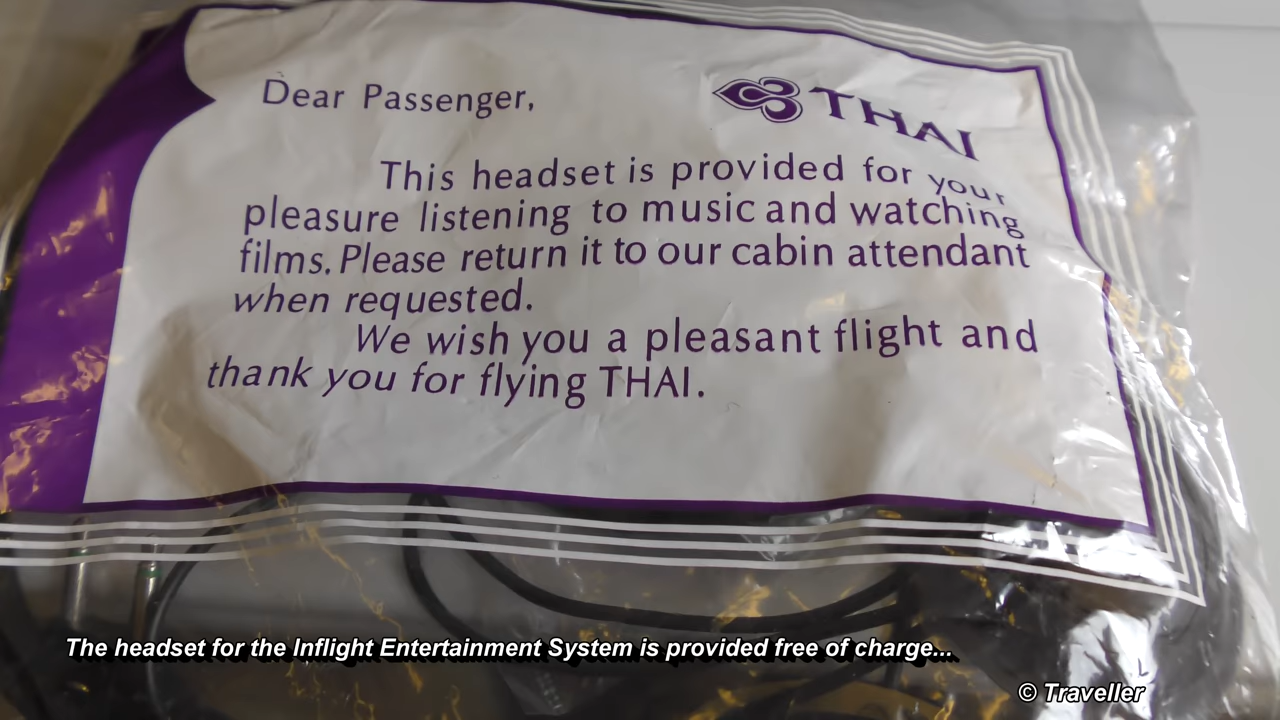 Dear Passenger,
THAI
This headset is provided for your
pleasure listening to music and watching
films. Please return it to our cabin attendant
when requested.
We wish you a pleasant flight and
thank you for flying THAI.
The headset for the Inflight Entertainment System is provided free of charge...
© Traveller